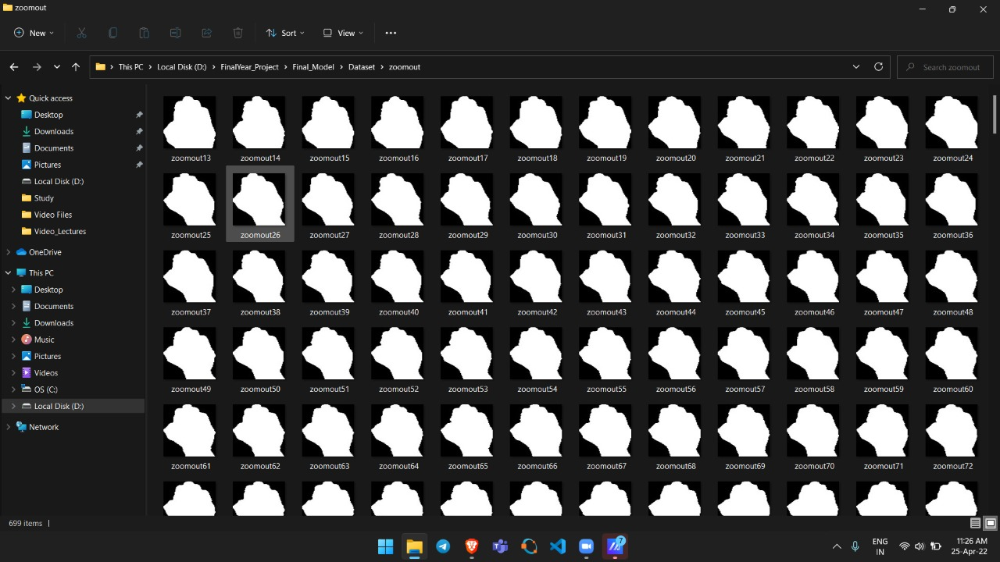 zoomout
New
Sort
View
This PC > Local Disk (D:) > FinalYear_Project > Final_Model > Dataset > zoomout
Search zoomout
Quick access
Desktop
Downloads
Documents
Pictures
Local Disk (D:)
Study
Video Files
Video_Lectures
OneDrive
This PC
Desktop
Documents
Downloads
Music
Pictures
Videos
OS (C:)
Local Disk (D:)
Network
zoomout13 zoomout14 zoomout15 zoomout16 zoomout17 zoomout18 zoomout19 zoomout20 zoomout21 zoomout22 zoomout23 zoomout24
zoomout25 zoomout26 zoomout27 zoomout28 zoomout29 zoomout30 zoomout31 zoomout32 zoomout33 zoomout34 zoomout35 zoomout36
zoomout37 zoomout38 zoomout39 zoomout40 zoomout41 zoomout42 zoomout43 zoomout44 zoomout45 zoomout46 zoomout47 zoomout48
zoomout49 zoomout50 zoomout51 zoomout52 zoomout53 zoomout54 zoomout55 zoomout56 zoomout57 zoomout58 zoomout59 zoomout60
zoomout61 zoomout62 zoomout63 zoomout64 zoomout65 zoomout66 zoomout67 zoomout68 zoomout69 zoomout70 zoomout71 zoomout72
699 items
7
ENG
IN
11:26 AM
25-Apr-22